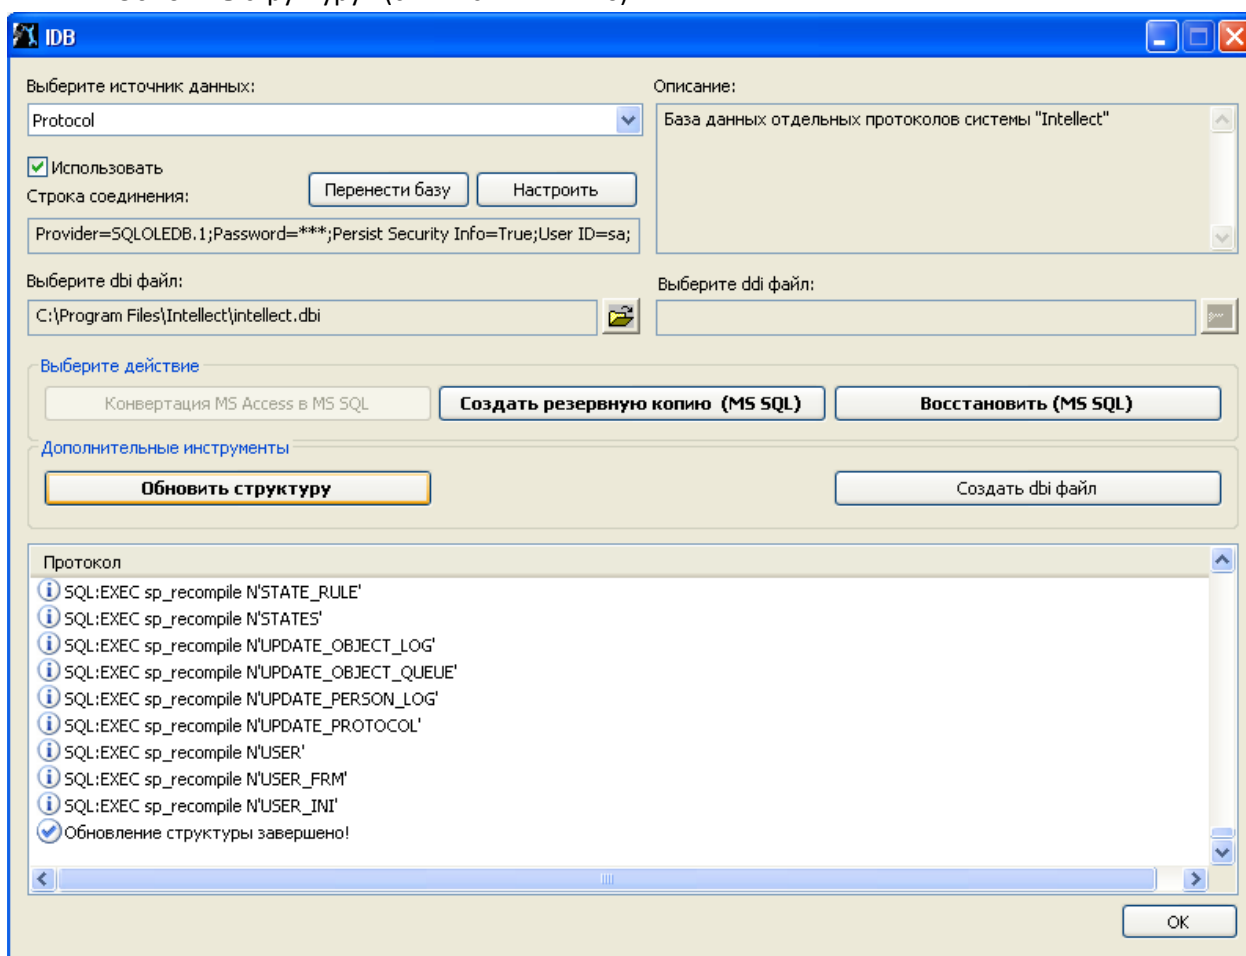 IDB
Выберите источник данных:
Описание:
Protocol
База данных отдельных протоколов системы "Intellect"
Использовать
Строка соединения:
Перенести базу
Настроить
Provider=SQLOLEDB.1;Password=***;Persist Security Info=True;User ID=sa;
Выберите dbi файл:
Выберите ddi файл:
C:\Program Files\Intellect\intellect.dbi
Выберите действие
Конвертация MS Access в MS SQL
Создать резервную копию (MS SQL)
Восстановить (MS SQL)
Дополнительные инструменты
Обновить структуру
Создать dbi файл
Протокол
SQL:EXEC sp_recompile N'STATE_RULE'
SQL:EXEC sp_recompile N'STATES'
SQL:EXEC sp_recompile N'UPDATE_OBJECT_LOG'
SQL:EXEC sp_recompile N'UPDATE_OBJECT_QUEUE'
SQL:EXEC sp_recompile N'UPDATE_PERSON_LOG'
SQL:EXEC sp_recompile N'UPDATE_PROTOCOL'
SQL:EXEC sp_recompile N'USER'
SQL:EXEC sp_recompile N'USER_FRM'
SQL:EXEC sp_recompile N'USER_INI'
Обновление структуры завершено!
OK